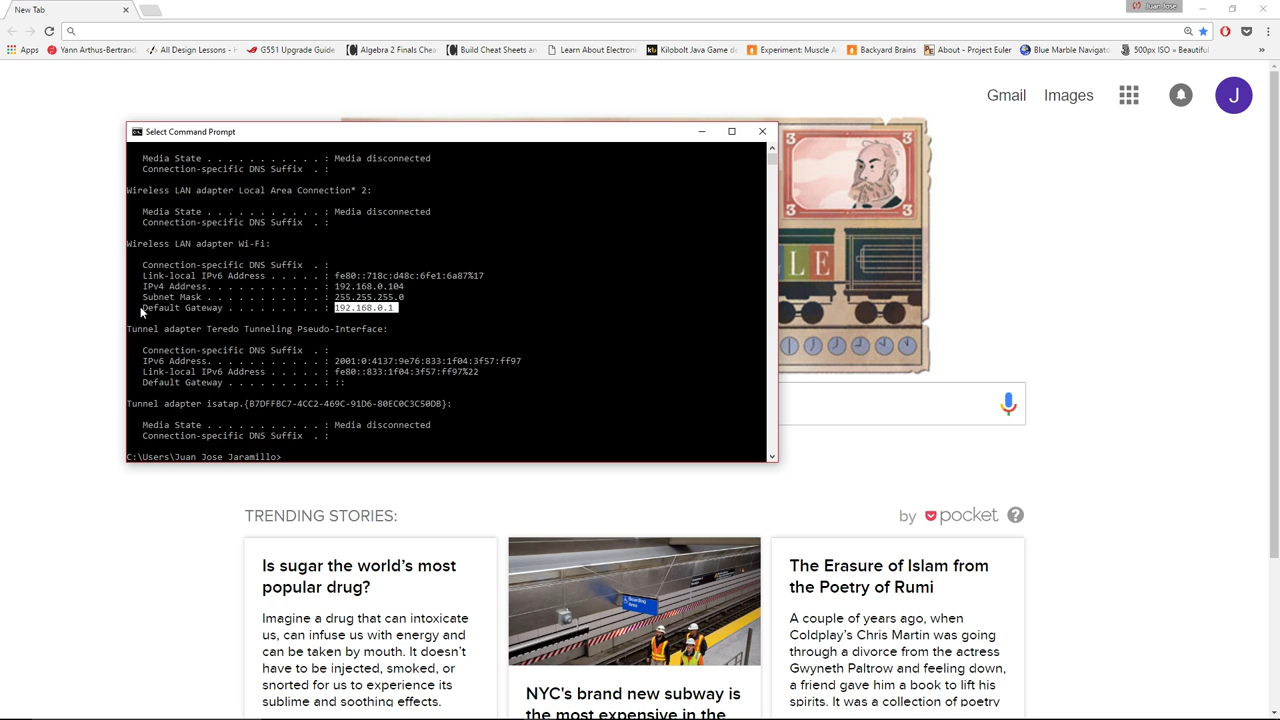 New Tab
Juan Jose
Apps Yann Arthus-Bertrand All Design Lessons - H G551 Upgrade Guide Algebra 2 Finals Chea Build Cheat Sheets an Learn About Electroni Kilobolt Java Game de Experiment: Muscle A Backyard Brains About - Project Euler Blue Marble Navigato 500px ISO » Beautiful »
Gmail Images J
Select Command Prompt
3 3
3 3
Media State . . . . . . . . . . . : Media disconnected
Connection-specific DNS Suffix . :
Wireless LAN adapter Local Area Connection* 2:
Media State . . . . . . . . . . . : Media disconnected
Connection-specific DNS Suffix . :
Wireless LAN adapter Wi-Fi:
Connection-specific DNS Suffix . :
Link-local IPv6 Address . . . . . : fe80::718c:d48c:6fe1:6a87%17
IPv4 Address. . . . . . . . . . . : 192.168.0.104
Subnet Mask . . . . . . . . . . . : 255.255.255.0
Default Gateway . . . . . . . . . : 192.168.0.1
Tunnel adapter Teredo Tunneling Pseudo-Interface:
Connection-specific DNS Suffix . :
IPv6 Address. . . . . . . . . . . : 2001:0:4137:9e76:833:1f04:3f57:ff97
Link-local IPv6 Address . . . . . : fe80::833:1f04:3f57:ff97%22
Default Gateway . . . . . . . . . : ::
Tunnel adapter isatap.{B7DFFBC7-4CC2-469C-91D6-80EC0C3C50DB}:
Media State . . . . . . . . . . . : Media disconnected
Connection-specific DNS Suffix . :
C:\Users\Juan Jose Jaramillo>
G L E
TRENDING STORIES:
by pocket ?
Is sugar the world's most
popular drug?
Imagine a drug that can intoxicate
us, can infuse us with energy and
can be taken by mouth. It doesn't
have to be injected, smoked, or
snorted for us to experience its
sublime and soothing effects.
Boarding
Area
NYC's brand new subway is
the most expensive in the
The Erasure of Islam from
the Poetry of Rumi
A couple of years ago, when
Coldplay's Chris Martin was going
through a divorce from the actress
Gwyneth Paltrow and feeling down,
a friend gave him a book to lift his
spirits. It was a collection of poetry